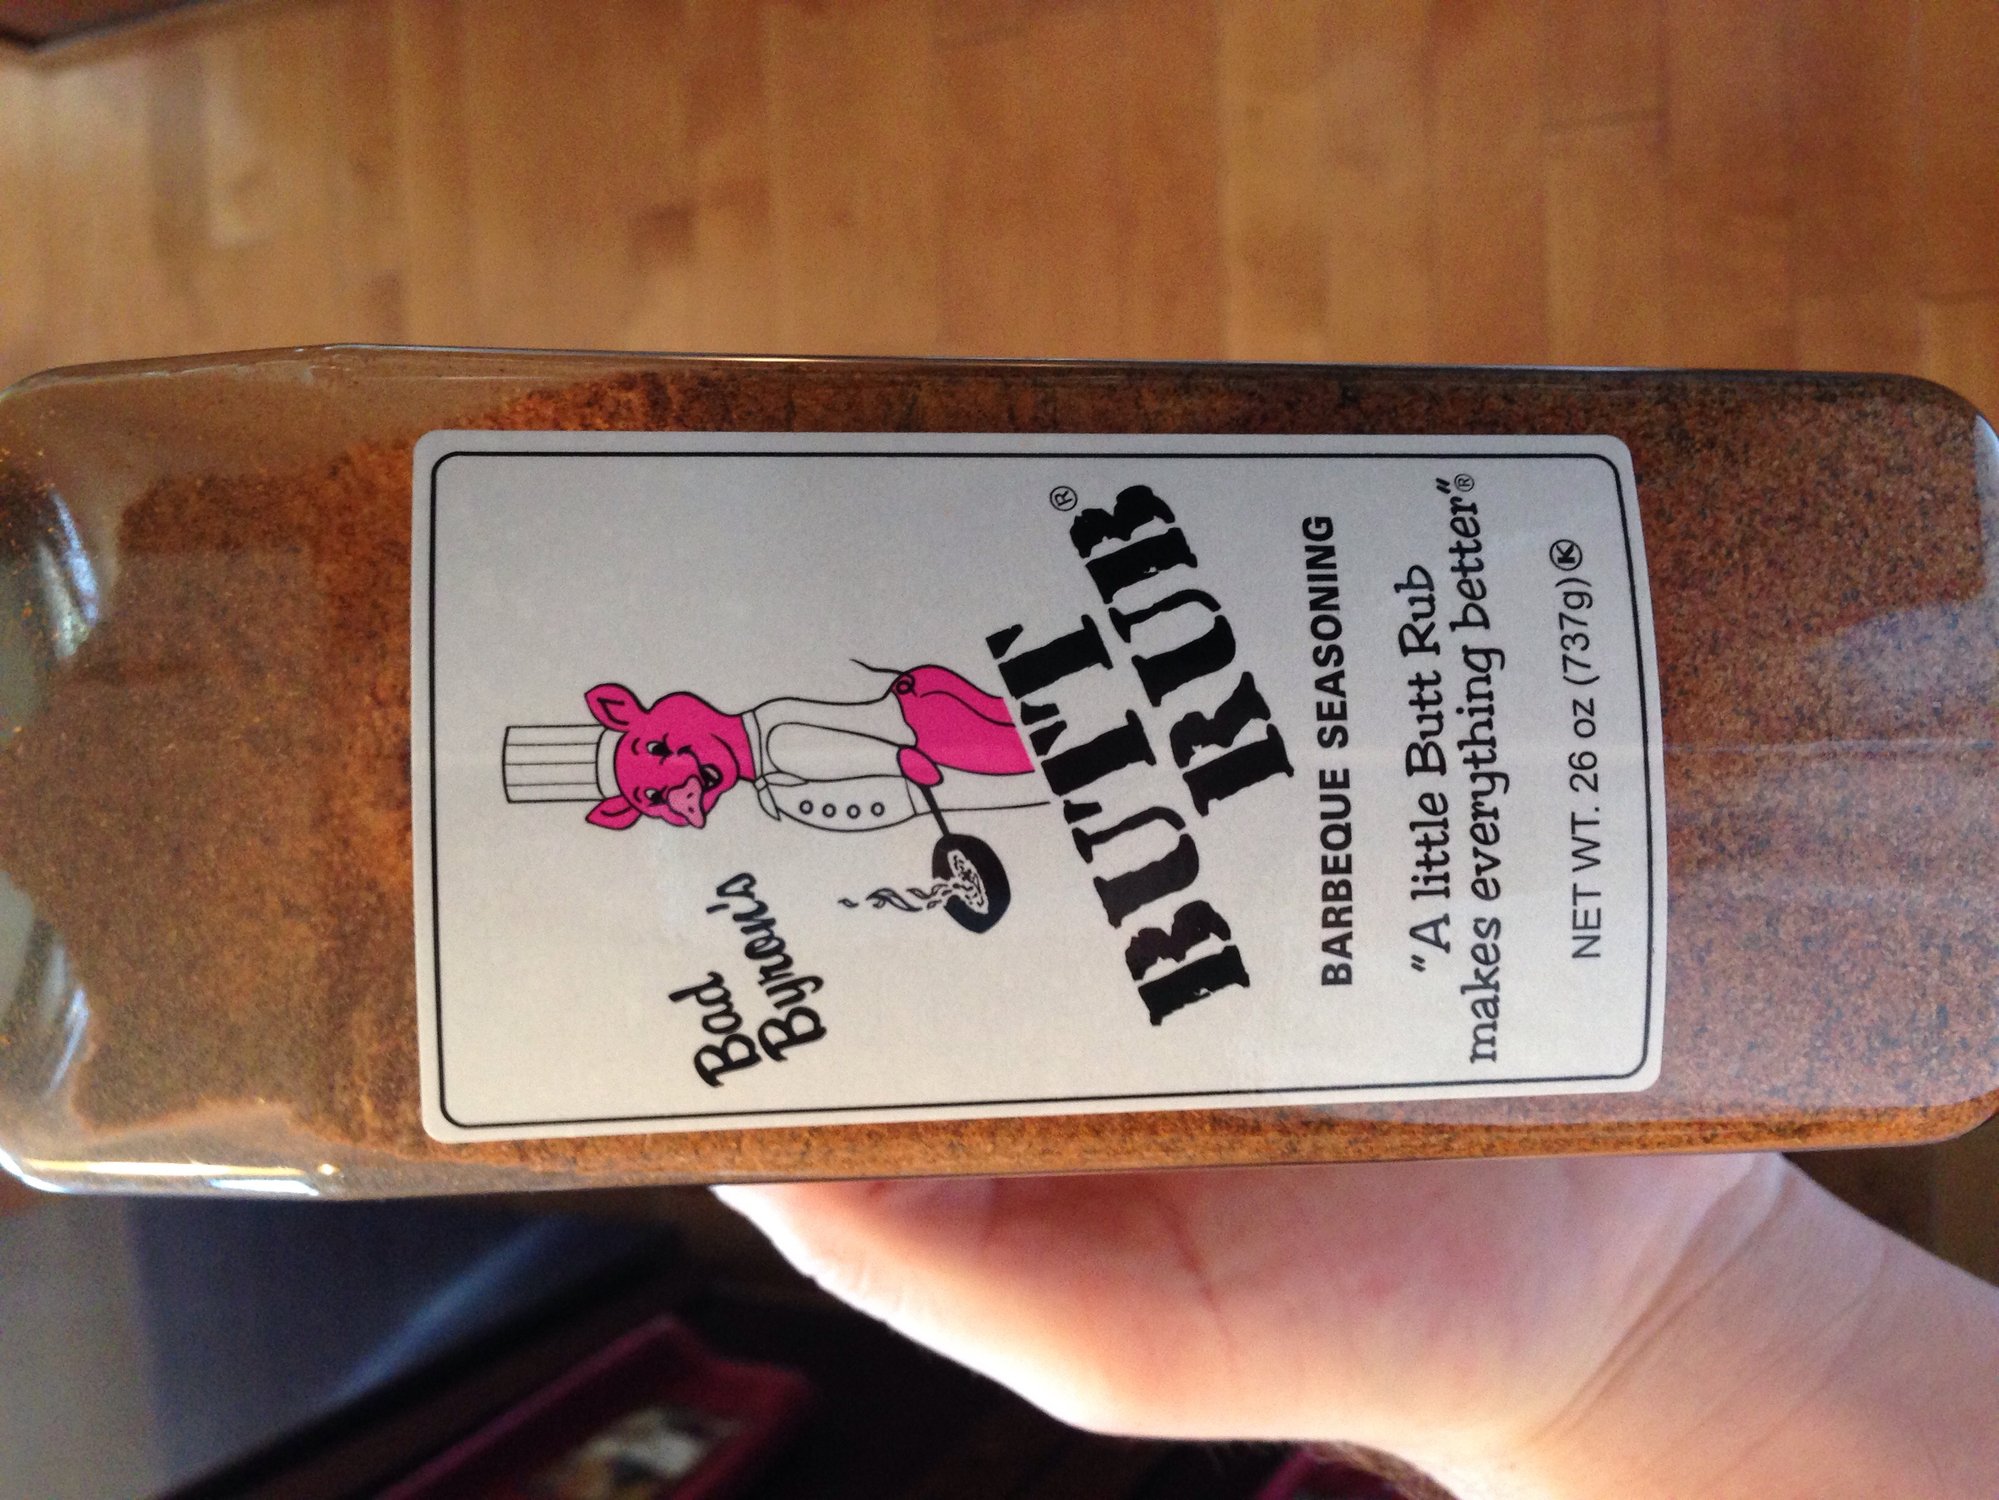 Bad
Byron's
BUTT
RUB®
BARBEQUE SEASONING
"A little Butt Rub
makes everything better"®
NET WT. 26 oz (737g) Ⓚ